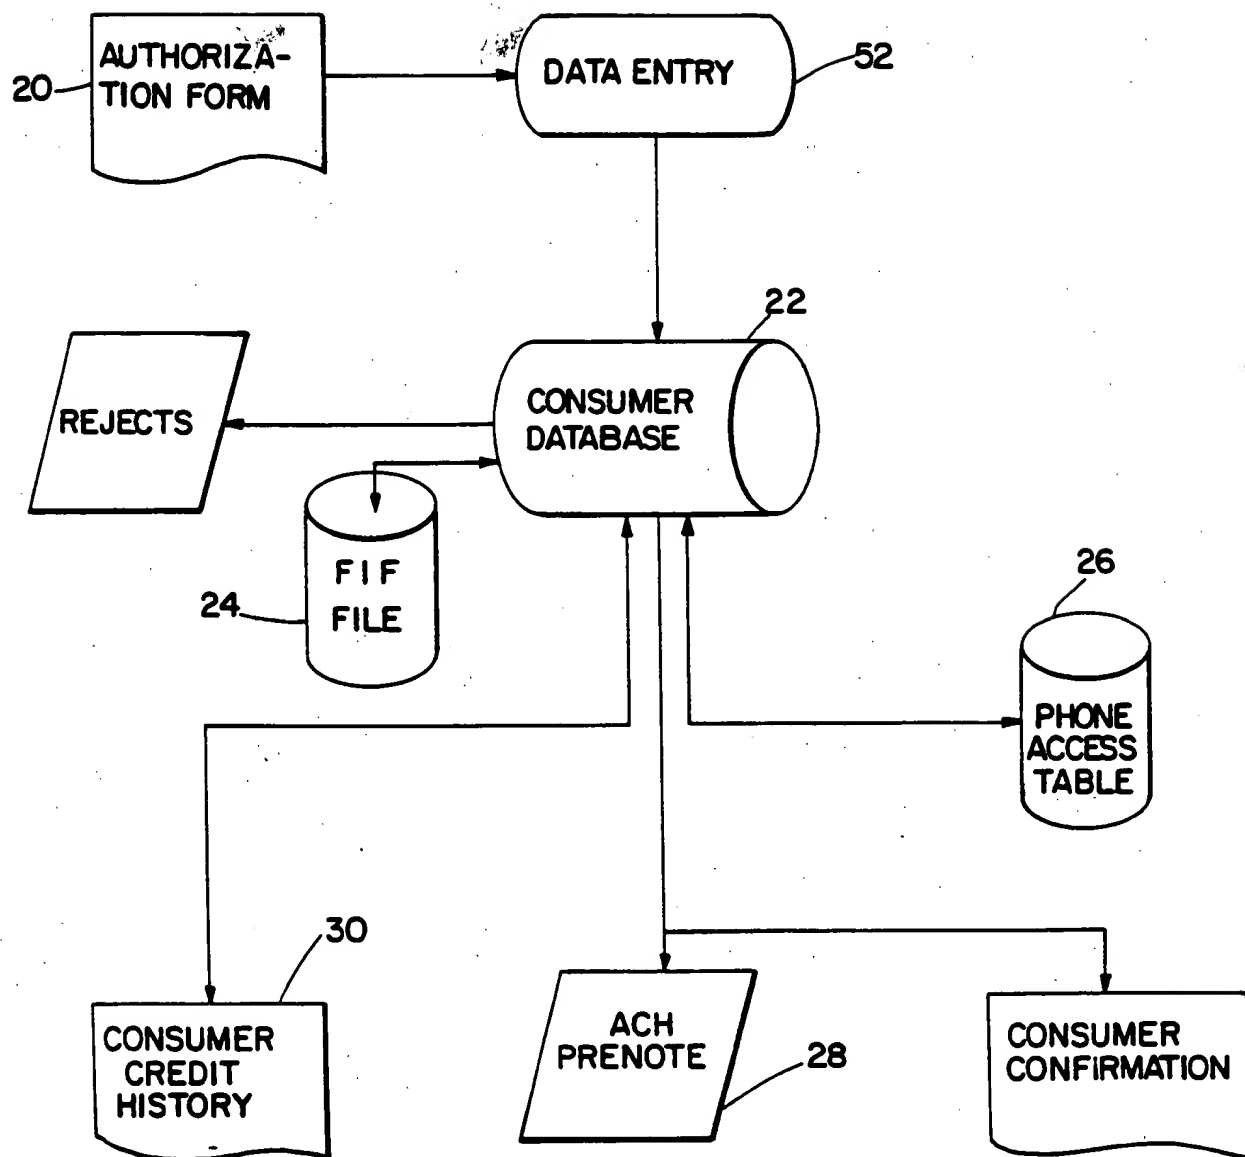 AUTHORIZA-
TION FORM
20
DATA ENTRY
52
22
CONSUMER
DATABASE
REJECTS
FIF
FILE
24
26
PHONE
ACCESS
TABLE
30
CONSUMER
CREDIT
HISTORY
ACH
PRENOTE
28
CONSUMER
CONFIRMATION